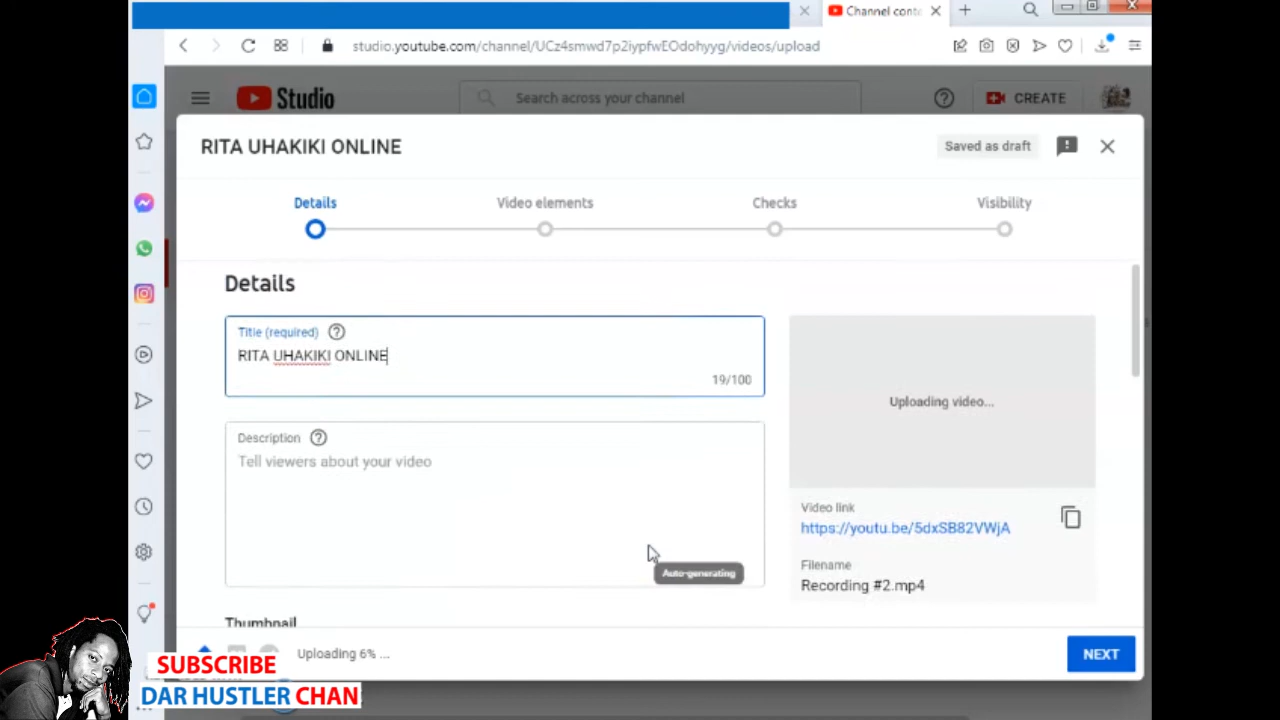 Channel conte
studio.youtube.com/channel/UCz4smwd7p2iypfwEOdohyyg/videos/upload
Studio
Search across your channel
CREATE
RITA UHAKIKI ONLINE
Saved as draft
Details
Video elements
Checks
Visibility
Details
Title (required)
RITA UHAKIKI ONLINE
19/100
Description
Tell viewers about your video
Auto-generating
Uploading video...
Video link
https://youtu.be/5dxSB82VWjA
Filename
Recording #2.mp4
Thumbnail
Uploading 6% ...
NEXT
SUBSCRIBE
DAR HUSTLER CHAN